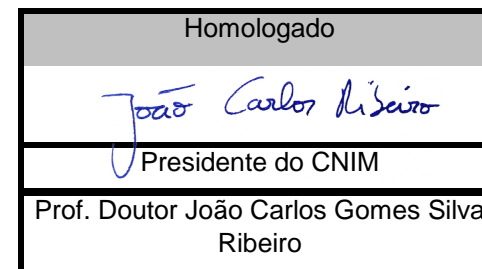 Homologado
João Carlos Ribeiro
Presidente do CNIM
Prof. Doutor João Carlos Gomes Silva
Ribeiro